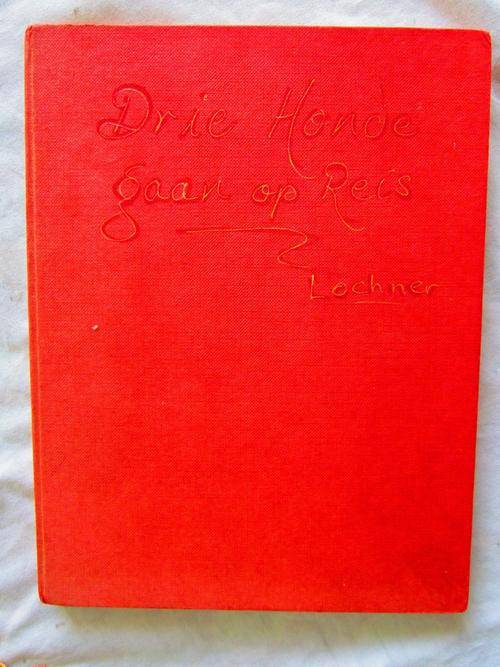 Drie Honde
gaan op Reis
Lochner